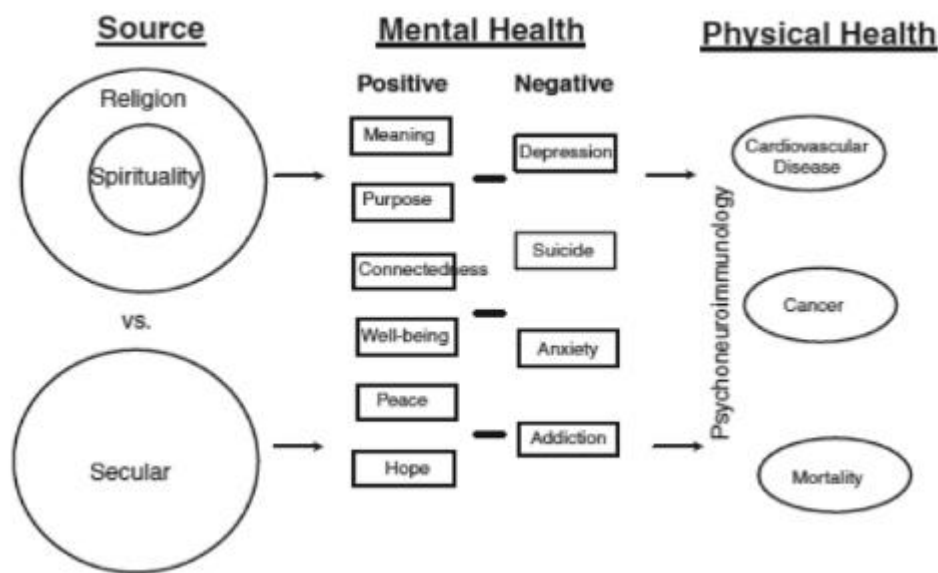 Source
Mental Health
Physical Health
Positive
Negative
Religion
Spirituality
vs.
Secular
Meaning
Purpose
Connectedness
Well-being
Peace
Hope
Depression
Suicide
Anxiety
Addiction
Psychoneuroimmunology
Cardiovascular
Disease
Cancer
Mortality